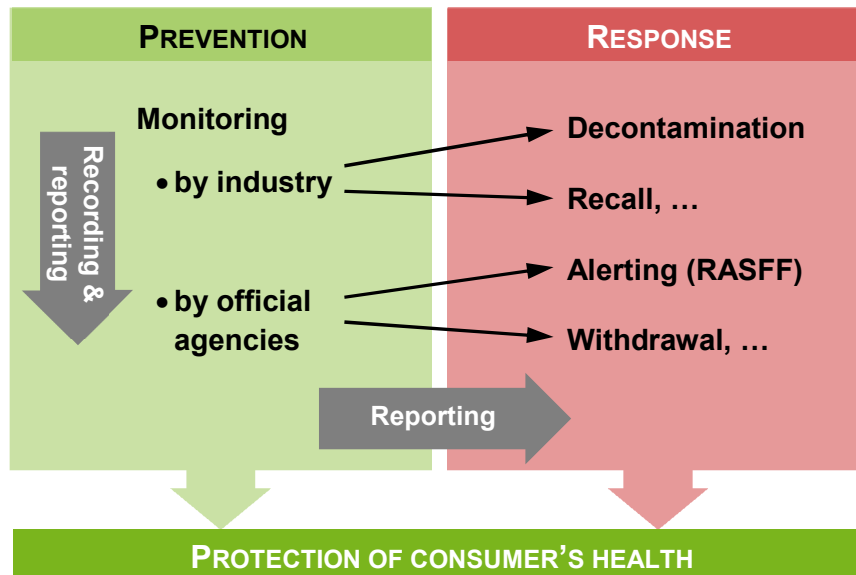 PREVENTION
Monitoring
• by industry
• by official
agencies
Recording &
reporting
RESPONSE
Decontamination
Recall, …
Alerting (RASFF)
Withdrawal, …
Reporting
PROTECTION OF CONSUMER’S HEALTH